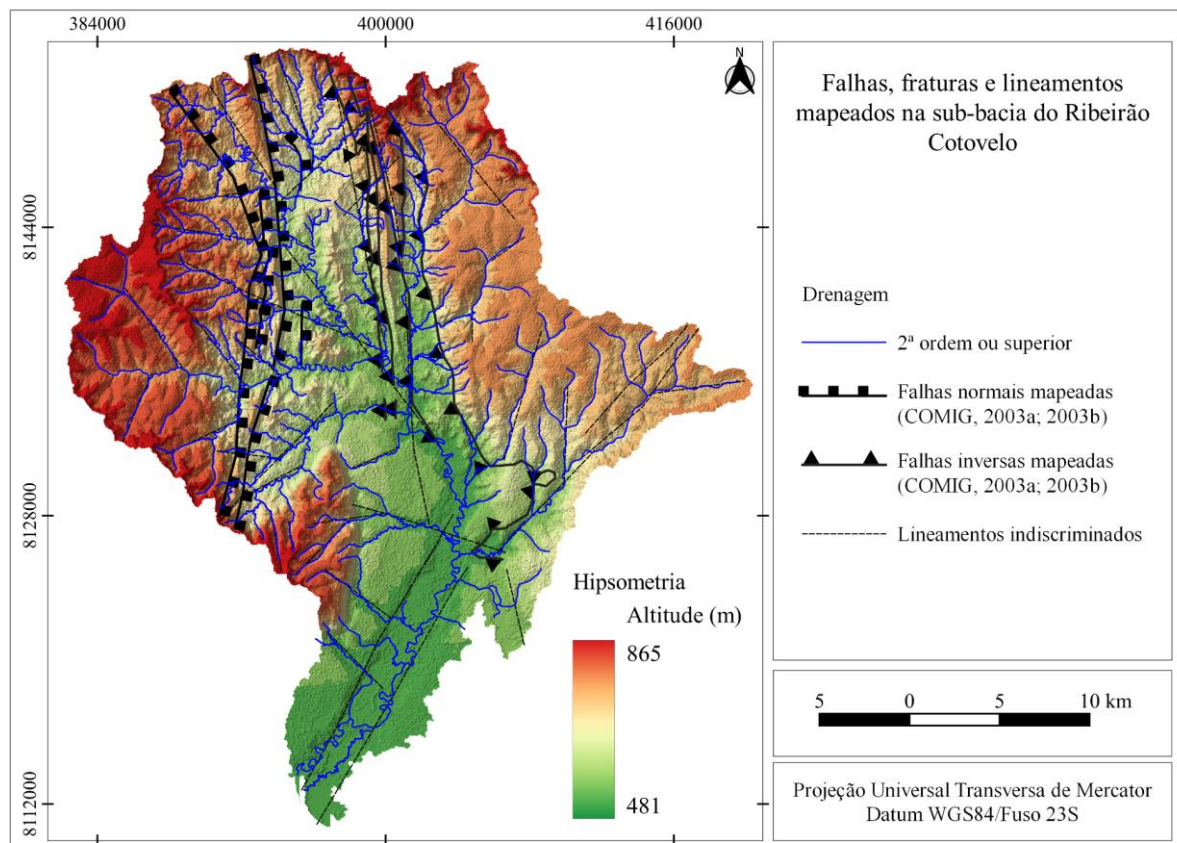 384000
400000
416000
8144000
8128000
8112000
N
Hipsometria
Altitude (m)
865
481
Falhas, fraturas e lineamentos
mapeados na sub-bacia do Ribeirão
Cotovelo
Drenagem
2ª ordem ou superior
Falhas normais mapeadas
(COMIG, 2003a; 2003b)
Falhas inversas mapeadas
(COMIG, 2003a; 2003b)
Lineamentos indiscriminados
5 0 5 10 km
Projeção Universal Transversa de Mercator
Datum WGS84/Fuso 23S